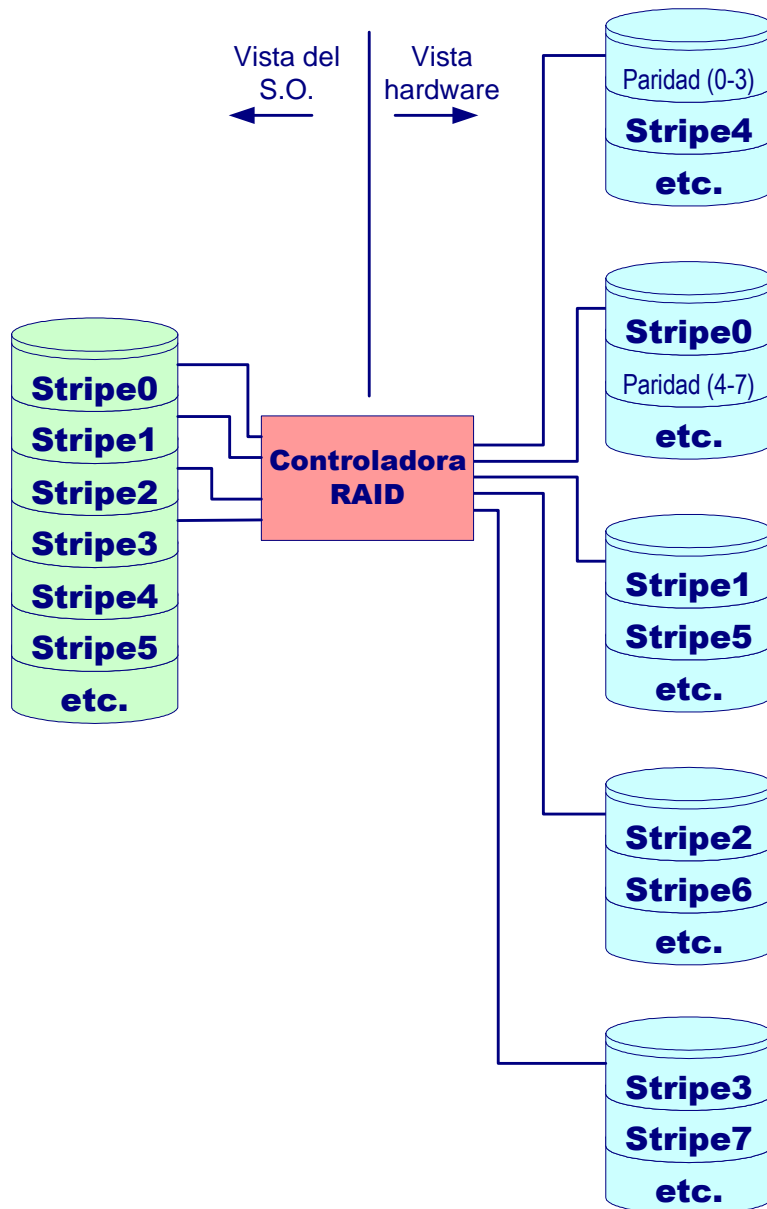 Vista del
S.O.
Vista
hardware
Stripe0
Stripe1
Stripe2
Stripe3
Stripe4
Stripe5
etc.
Controladora
RAID
Paridad (0-3)
Stripe4
etc.
Stripe0
Paridad (4-7)
etc.
Stripe1
Stripe5
etc.
Stripe2
Stripe6
etc.
Stripe3
Stripe7
etc.